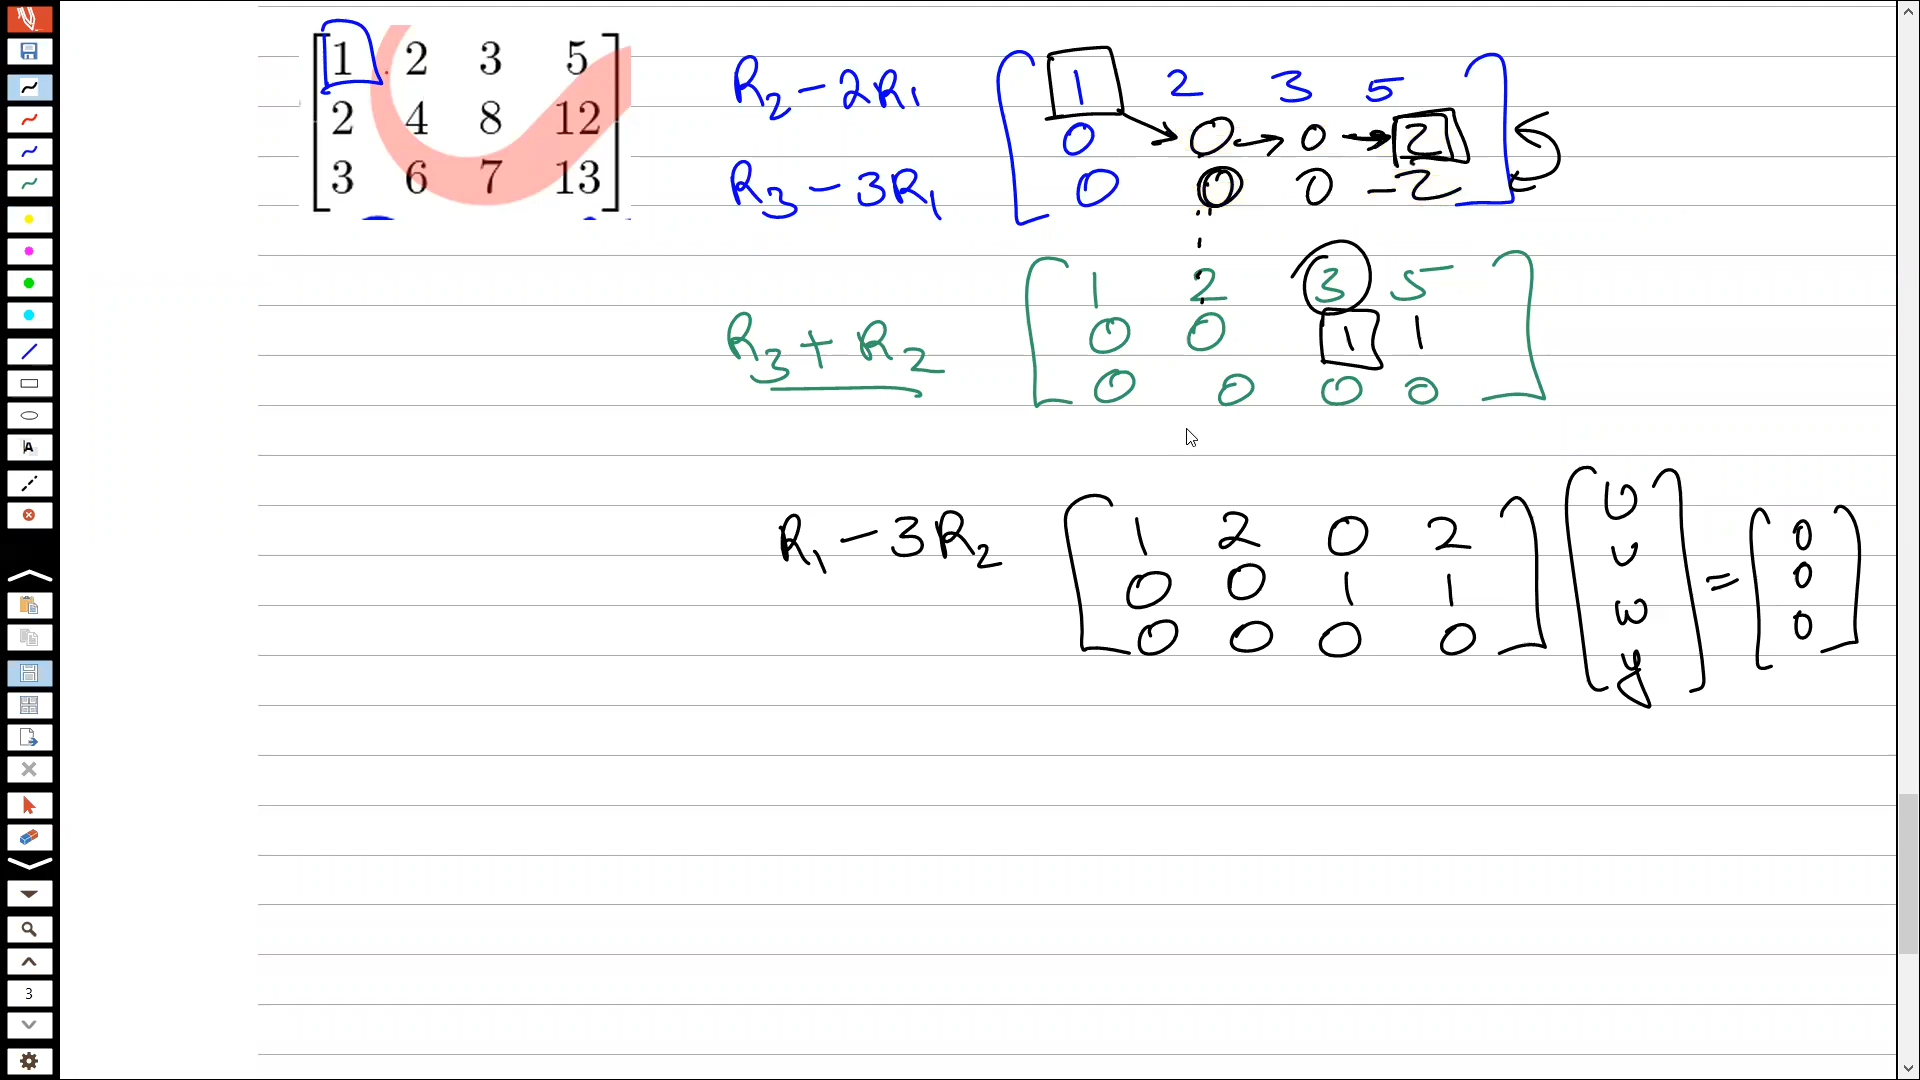 [1 2 3 5]
[2 4 8 12]
[3 6 7 13]
R2 - 2R1 [1 2 3 5]
[0 0 0 2]
R3 - 3R1 [0 0 0 -2]
[1 2 3 5]
R3 + R2 [0 0 1 1]
[0 0 0 0]
R1 - 3R2 [1 2 0 2] [u] [0]
[0 0 1 1] [v] = [0]
[0 0 0 0] [w] [0]
[y]
A
3